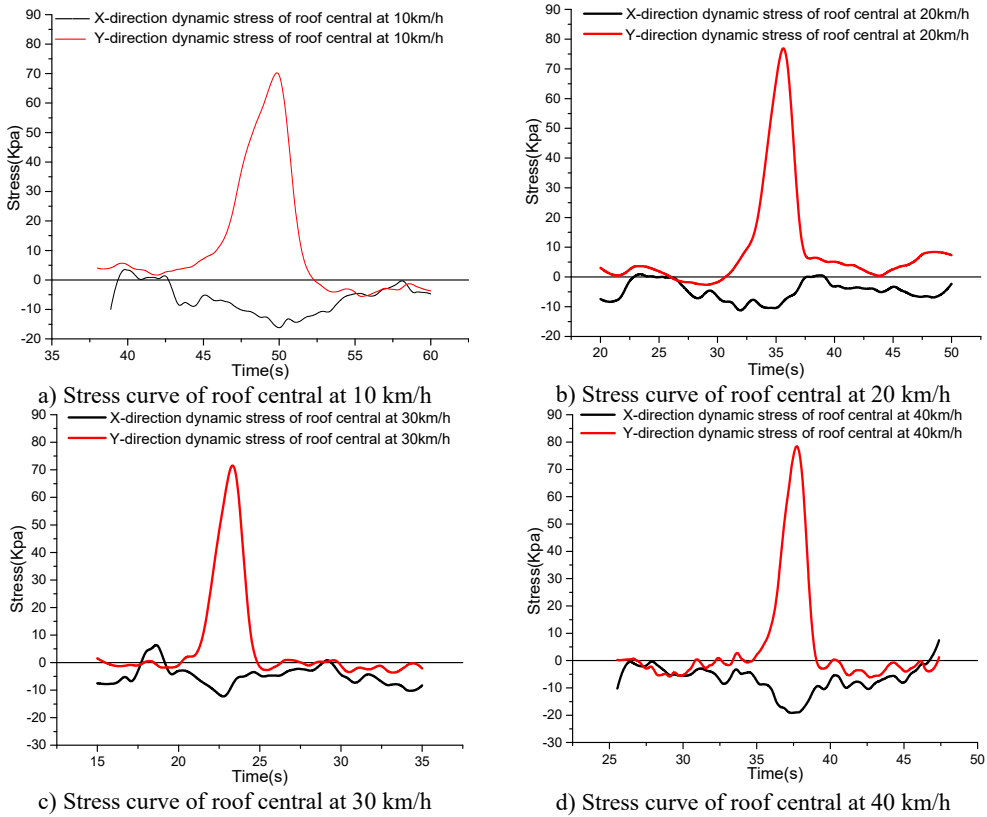 X-direction dynamic stress of roof central at 10km/h
Y-direction dynamic stress of roof central at 10km/h
90
80
70
60
50
40
30
20
10
0
-10
-20
Stress(Kpa)
35 40 45 50 55 60
Time(s)
a) Stress curve of roof central at 10 km/h
X-direction dynamic stress of roof central at 20km/h
Y-direction dynamic stress of roof central at 20km/h
90
80
70
60
50
40
30
20
10
0
-10
-20
Stress(Kpa)
20 25 30 35 40 45 50
Time(s)
b) Stress curve of roof central at 20 km/h
X-direction dynamic stress of roof central at 30km/h
Y-direction dynamic stress of roof central at 30km/h
90
80
70
60
50
40
30
20
10
0
-10
-20
-30
Stress(Kpa)
15 20 25 30 35
Time(s)
c) Stress curve of roof central at 30 km/h
X-direction dynamic stress of roof central at 40km/h
Y-direction dynamic stress of roof central at 40km/h
90
80
70
60
50
40
30
20
10
0
-10
-20
-30
Stress(Kpa)
25 30 35 40 45 50
Time(s)
d) Stress curve of roof central at 40 km/h